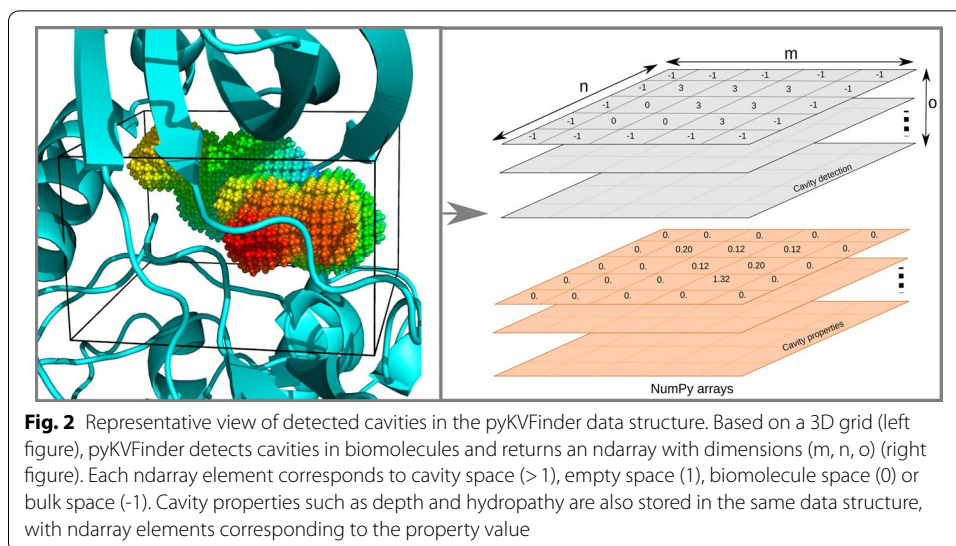 m
n
o
-1 -1 -1 -1 -1
-1 3 3 3 -1
-1 0 3 3 -1
-1 0 0 3 -1
-1 -1 -1 -1 -1
Cavity detection
0. 0. 0. 0. 0.
0. 0.20 0.12 0.12 0.
0. 0. 0.12 0.20 0.
0. 0. 0. 1.32 0.
0. 0. 0. 0. 0.
Cavity properties
NumPy arrays
Fig. 2 Representative view of detected cavities in the pyKVFinder data structure. Based on a 3D grid (left
figure), pyKVFinder detects cavities in biomolecules and returns an ndarray with dimensions (m, n, o) (right
figure). Each ndarray element corresponds to cavity space (> 1), empty space (1), biomolecule space (0) or
bulk space (-1). Cavity properties such as depth and hydropathy are also stored in the same data structure,
with ndarray elements corresponding to the property value